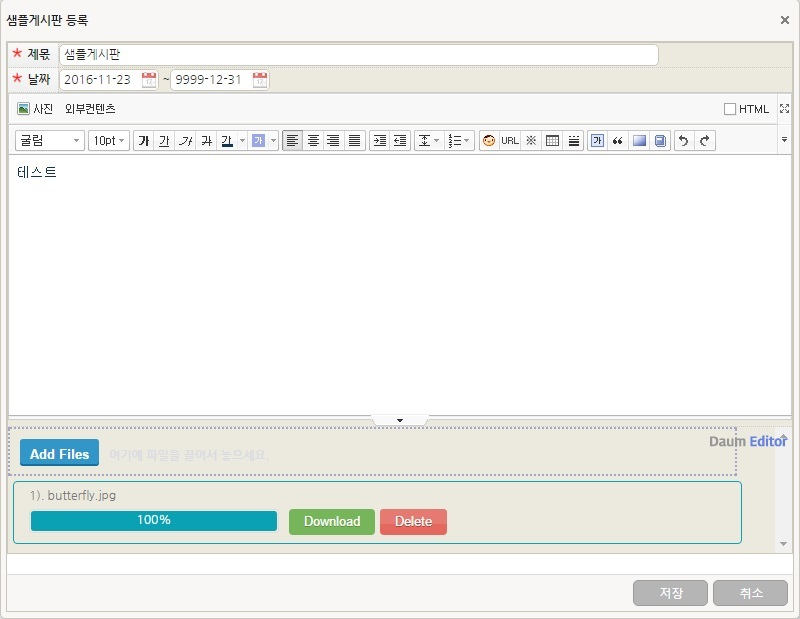 샘플게시판 등록
* 제목 샘플게시판
* 날짜 2016-11-23 ~ 9999-12-31
사진 외부컨텐츠 HTML
굴림 10pt 가 가 가 가 가 가 URL ※ 가
테스트
Daum Editor
Add Files 여기에 파일을 끌어서 놓으세요.
1). butterfly.jpg
100% Download Delete
저장 취소